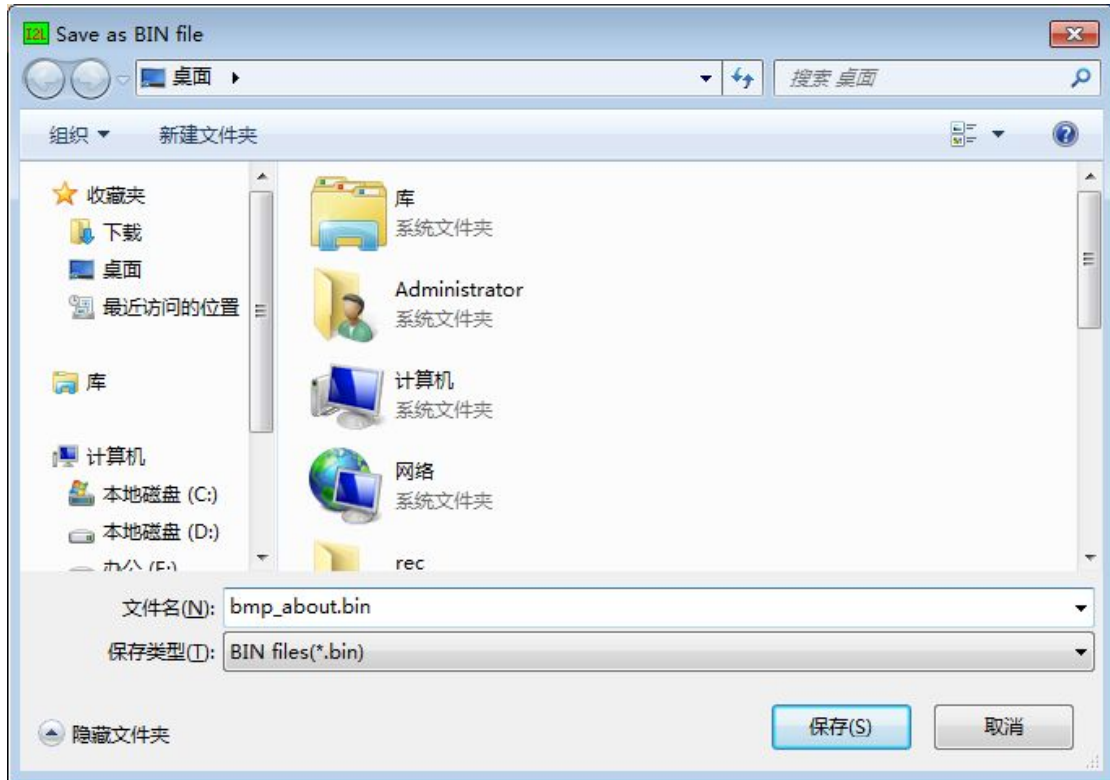 I2L Save as BIN file
桌面
搜索 桌面
组织 新建文件夹
收藏夹
下载
桌面
最近访问的位置
库
计算机
本地磁盘 (C:)
本地磁盘 (D:)
办公 (E:)
库
系统文件夹
Administrator
系统文件夹
计算机
系统文件夹
网络
系统文件夹
rec
文件名(N): bmp_about.bin
保存类型(T): BIN files(*.bin)
隐藏文件夹 保存(S) 取消